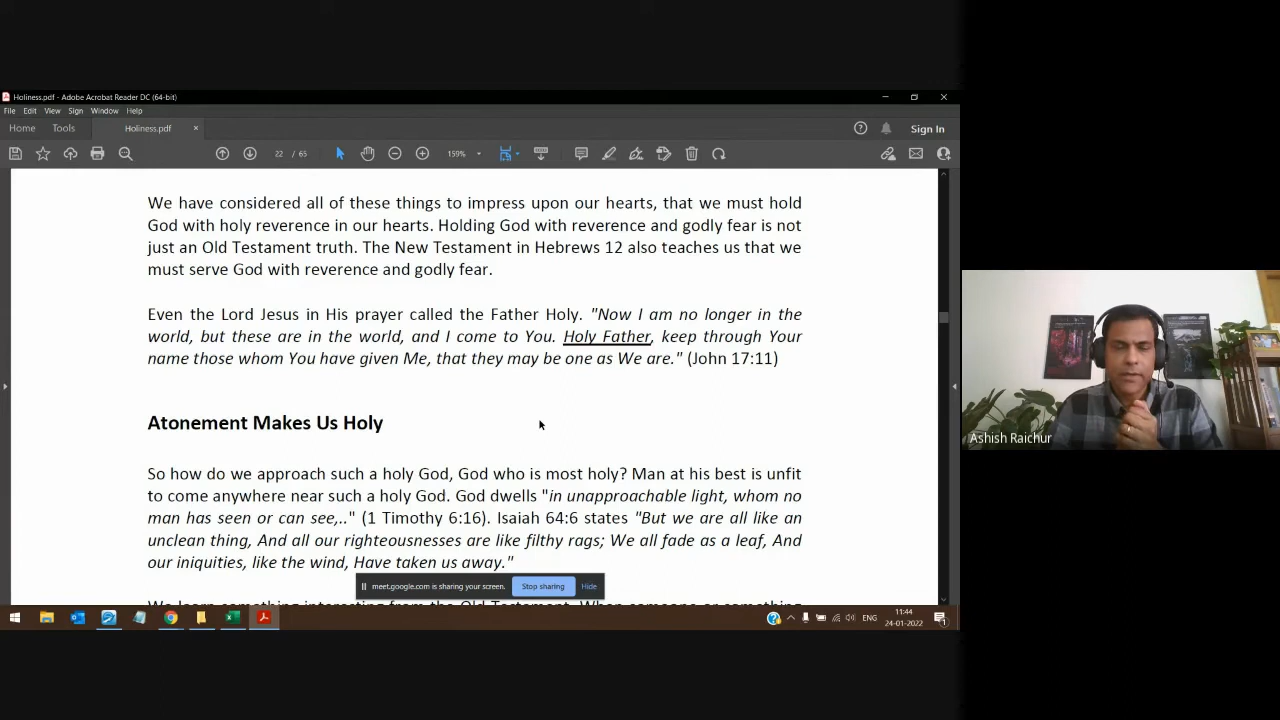 Holiness.pdf - Adobe Acrobat Reader DC (64-bit)
File Edit View Sign Window Help
Home Tools Holiness.pdf × Sign In
22 / 65 159%
We have considered all of these things to impress upon our hearts, that we must hold
God with holy reverence in our hearts. Holding God with reverence and godly fear is not
just an Old Testament truth. The New Testament in Hebrews 12 also teaches us that we
must serve God with reverence and godly fear.
Even the Lord Jesus in His prayer called the Father Holy. "Now I am no longer in the
world, but these are in the world, and I come to You. Holy Father, keep through Your
name those whom You have given Me, that they may be one as We are." (John 17:11)
Atonement Makes Us Holy
So how do we approach such a holy God, God who is most holy? Man at his best is unfit
to come anywhere near such a holy God. God dwells "in unapproachable light, whom no
man has seen or can see,.." (1 Timothy 6:16). Isaiah 64:6 states "But we are all like an
unclean thing, And all our righteousnesses are like filthy rags; We all fade as a leaf, And
our iniquities, like the wind, Have taken us away."
meet.google.com is sharing your screen. Stop sharing Hide
We learn something interesting from the Old Testament. When someone or something
ENG 11:44
24-01-2022
Ashish Raichur